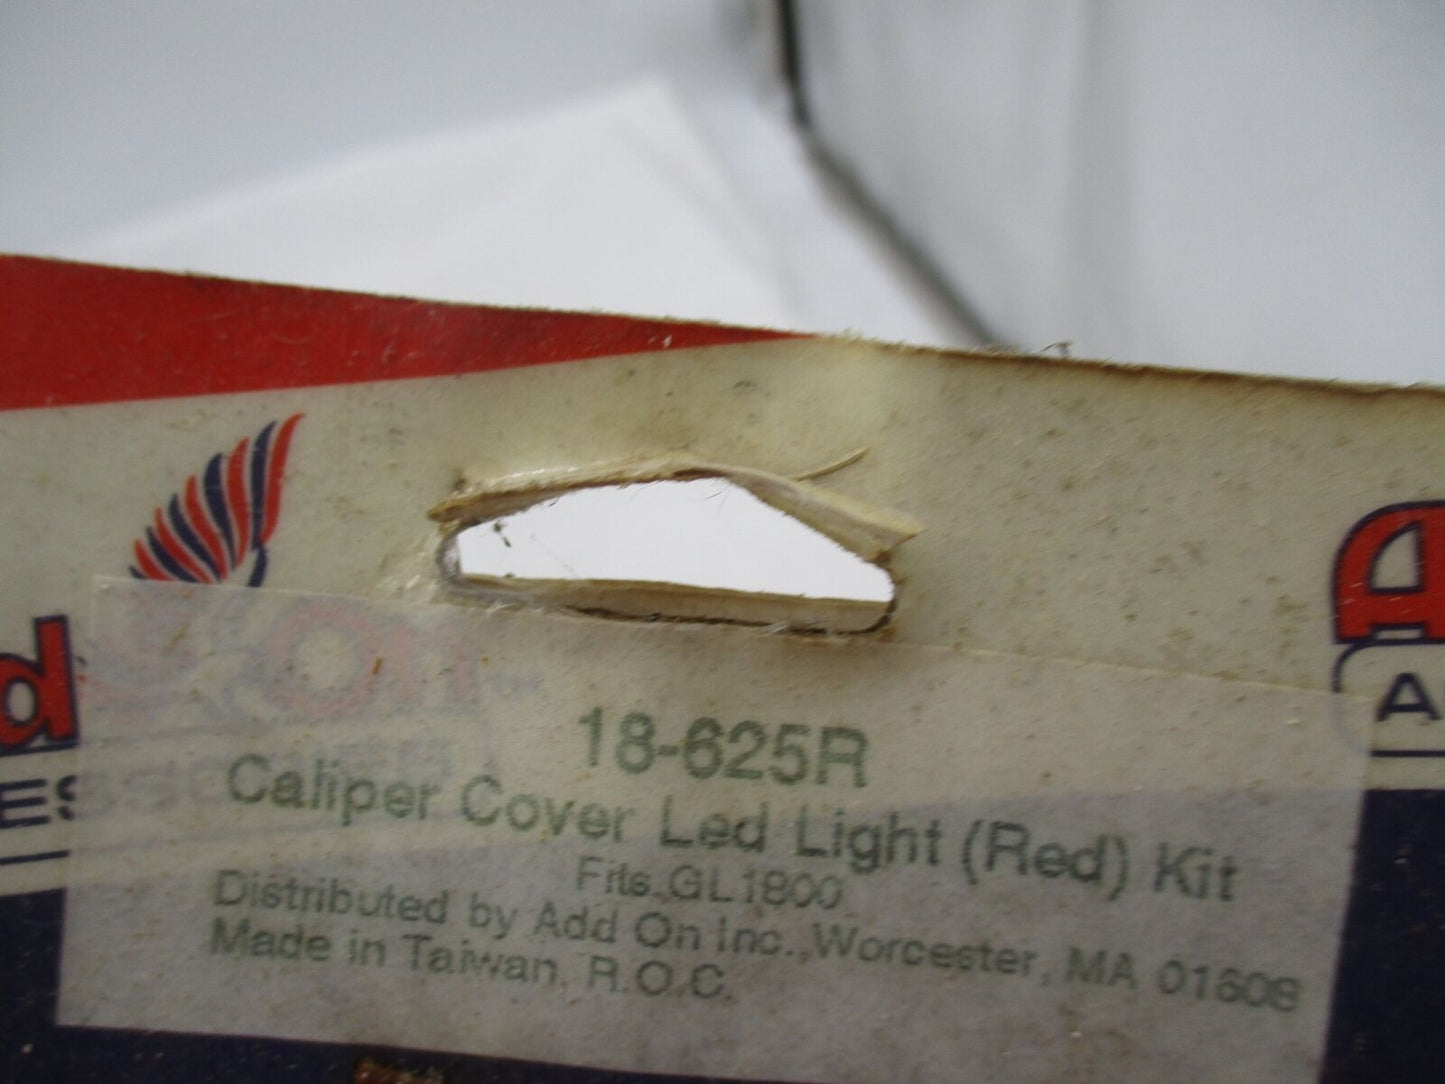 d
ES
A
A
18-625R
Caliper Cover Led Light (Red) Kit
Fits GL1800
Distributed by Add On Inc., Worcester, MA 01608
Made in Taiwan, R.O.C.